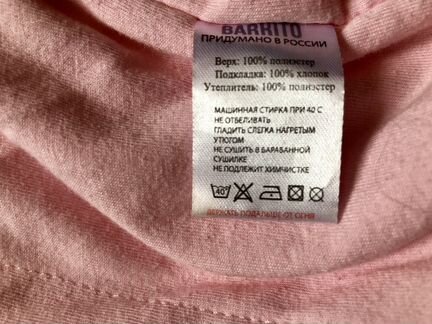 BARKITO
ПРИДУМАНО В РОССИИ
Верх: 100% полиэстер
Подкладка: 100% хлопок
Утеплитель: 100% полиэстер
МАШИННАЯ СТИРКА ПРИ 40 С
НЕ ОТБЕЛИВАТЬ
ГЛАДИТЬ СЛЕГКА НАГРЕТЫМ
УТЮГОМ
НЕ СУШИТЬ В БАРАБАННОЙ
СУШИЛКЕ
НЕ ПОДЛЕЖИТ ХИМЧИСТКЕ
40°
ДЕРЖАТЬ ПОДАЛЬШЕ ОТ ОГНЯ